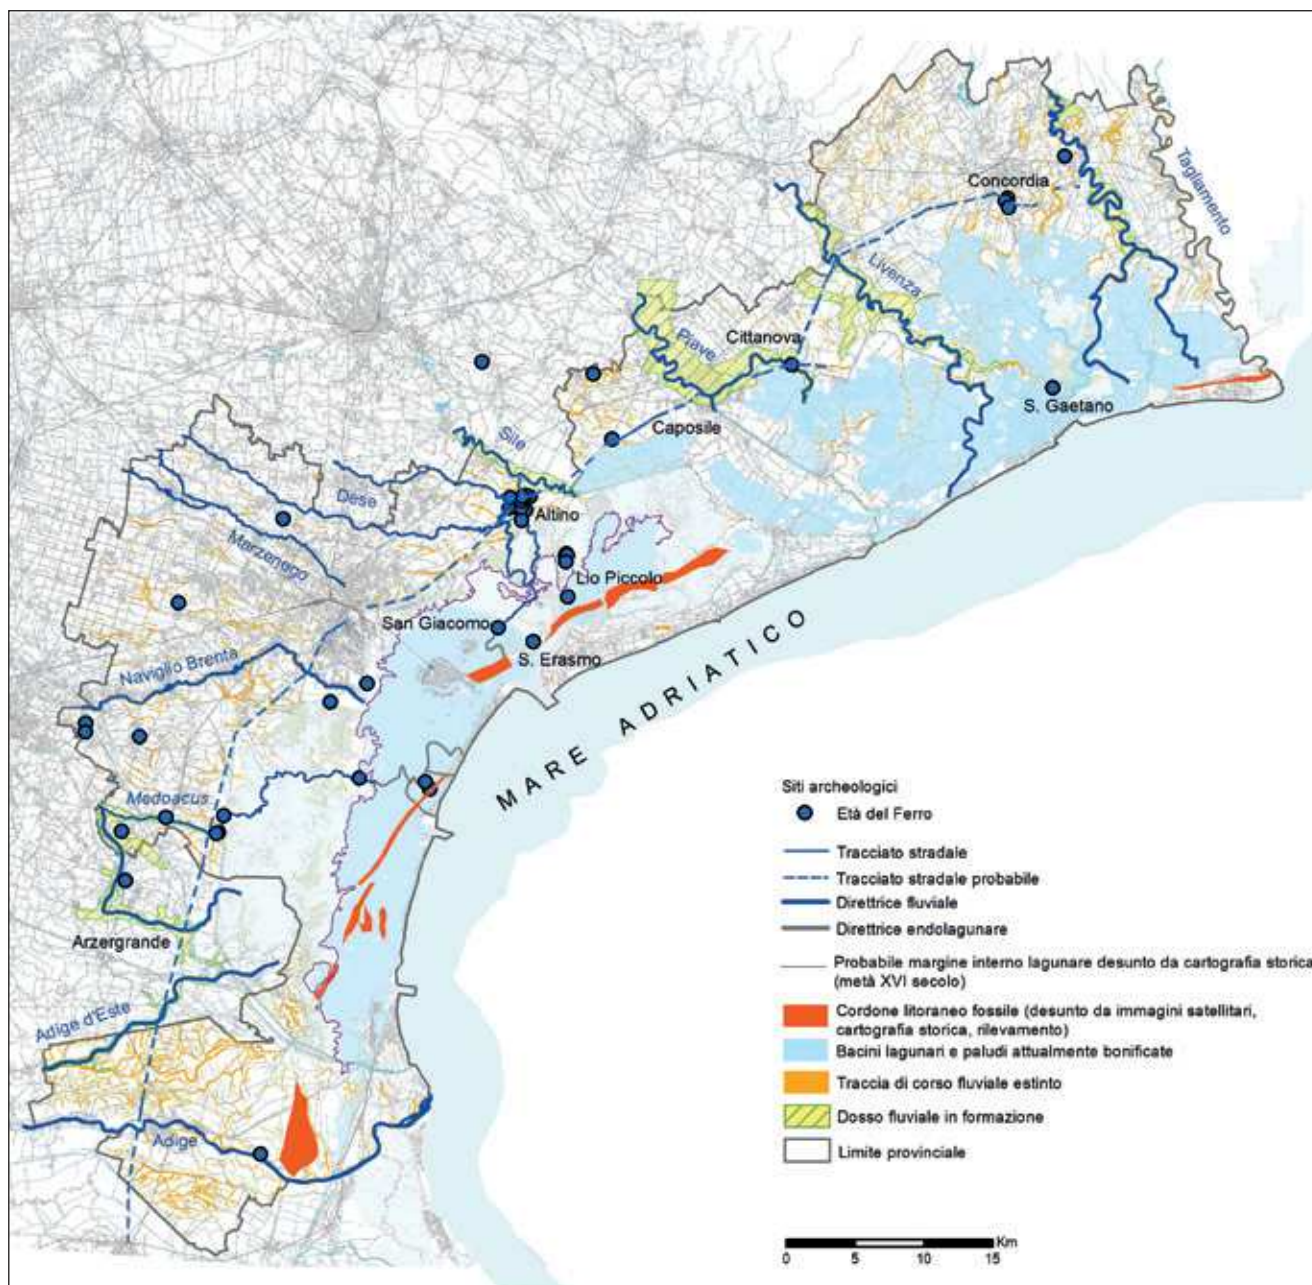 Tagliamento
Concordia
Livenza
Piave
Cittanova
S. Gaetano
Caposile
Sile
Dese
Altino
Marzenego
Lio Piccolo
San Giacomo
S. Erasmo
Naviglio Brenta
MARE ADRIATICO
Medoacus
Arzergrande
Adige d'Este
Adige
Siti archeologici
Età del Ferro
Tracciato stradale
Tracciato stradale probabile
Direttrice fluviale
Direttrice endolagunare
Probabile margine interno lagunare desunto da cartografia storica
(metà XVI secolo)
Cordone litoraneo fossile (desunto da immagini satellitari,
cartografia storica, rilevamento)
Bacini lagunari e paludi attualmente bonificate
Traccia di corso fluviale estinto
Dosso fluviale in formazione
Limite provinciale
Km
0 5 10 15